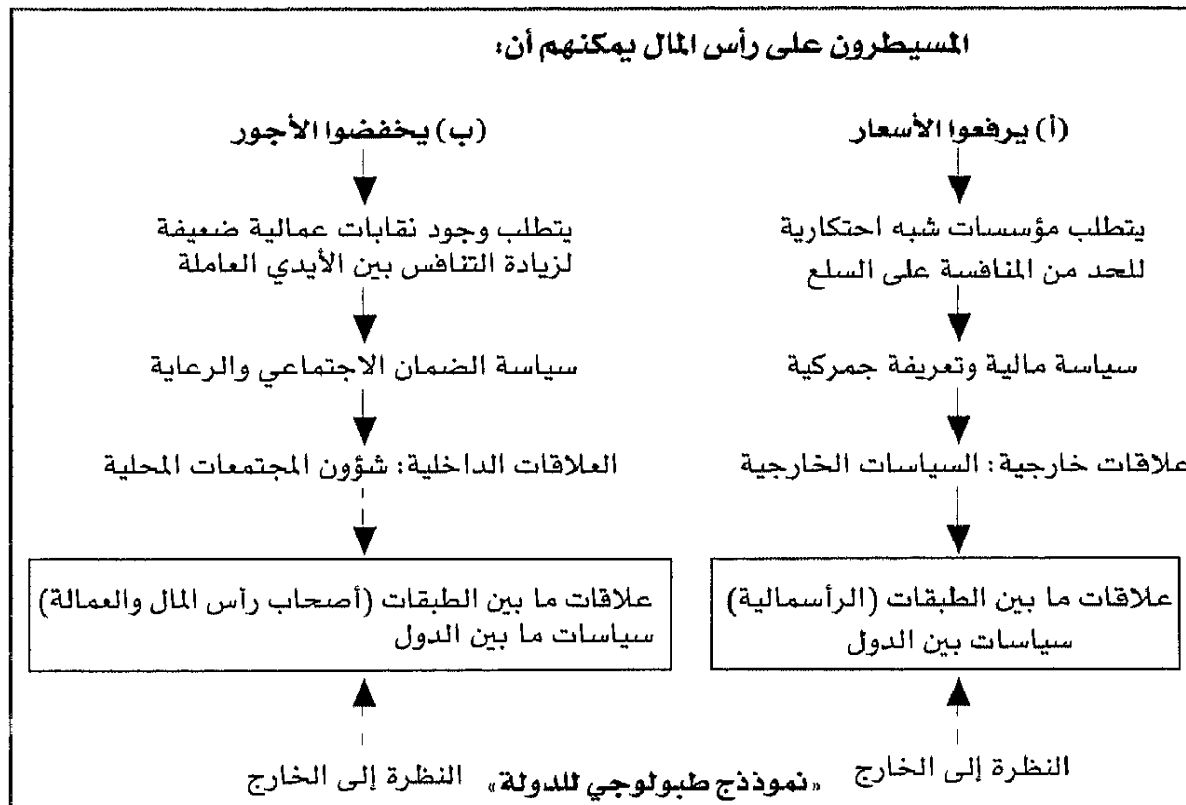 المسيطرون على رأس المال يمكنهم أن:
(أ) يرفعوا الأسعار
(ب) يخفضوا الأجور
يتطلب مؤسسات شبه احتكارية
للحد من المنافسة على السلع
يتطلب وجود نقابات عمالية ضعيفة
لزيادة التنافس بين الأيدي العاملة
سياسة مالية وتعريفة جمركية
سياسة الضمان الاجتماعي والرعاية
علاقات خارجية: السياسات الخارجية
العلاقات الداخلية: شؤون المجتمعات المحلية
علاقات ما بين الطبقات (الرأسمالية)
سياسات بين الدول
علاقات ما بين الطبقات (أصحاب رأس المال والعمالة)
سياسات ما بين الدول
النظرة إلى الخارج
«نموذذج طبولوجي للدولة»
النظرة إلى الخارج